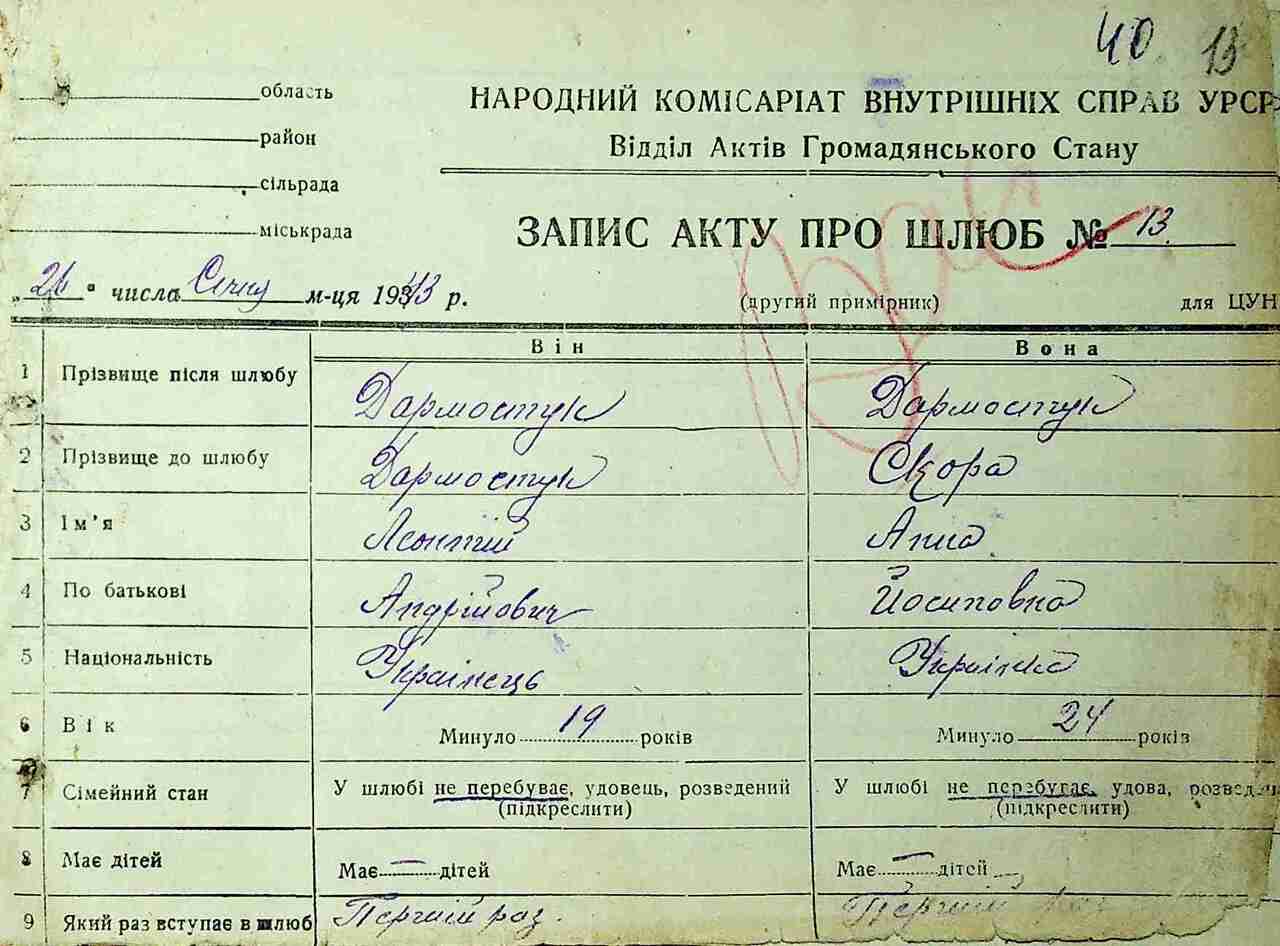 40. 13
область
район
сільрада
міськрада
НАРОДНИЙ КОМІСАРІАТ ВНУТРІШНІХ СПРАВ УРСР
Відділ Актів Громадянського Стану
ЗАПИС АКТУ ПРО ШЛЮБ № 13.
числа Січня м-ця 1943 р.
(другий примірник) для ЦУН
Він Вона
1 Прізвище після шлюбу Дармостук Дармостук
2 Прізвище до шлюбу Дармостук Скора
3 Ім'я Леонтій Анна
4 По батькові Андрійович Йосиповна
5 Національність Українець Українка
6 Вік Минуло 19 років Минуло 24 років
7 Сімейний стан У шлюбі не перебуває, удовець, розведений У шлюбі не перебуває, удова, розведен
(підкреслити) (підкреслити)
8 Має дітей Має — дітей Має — дітей
9 Який раз вступає в шлюб Перший раз. Перший раз